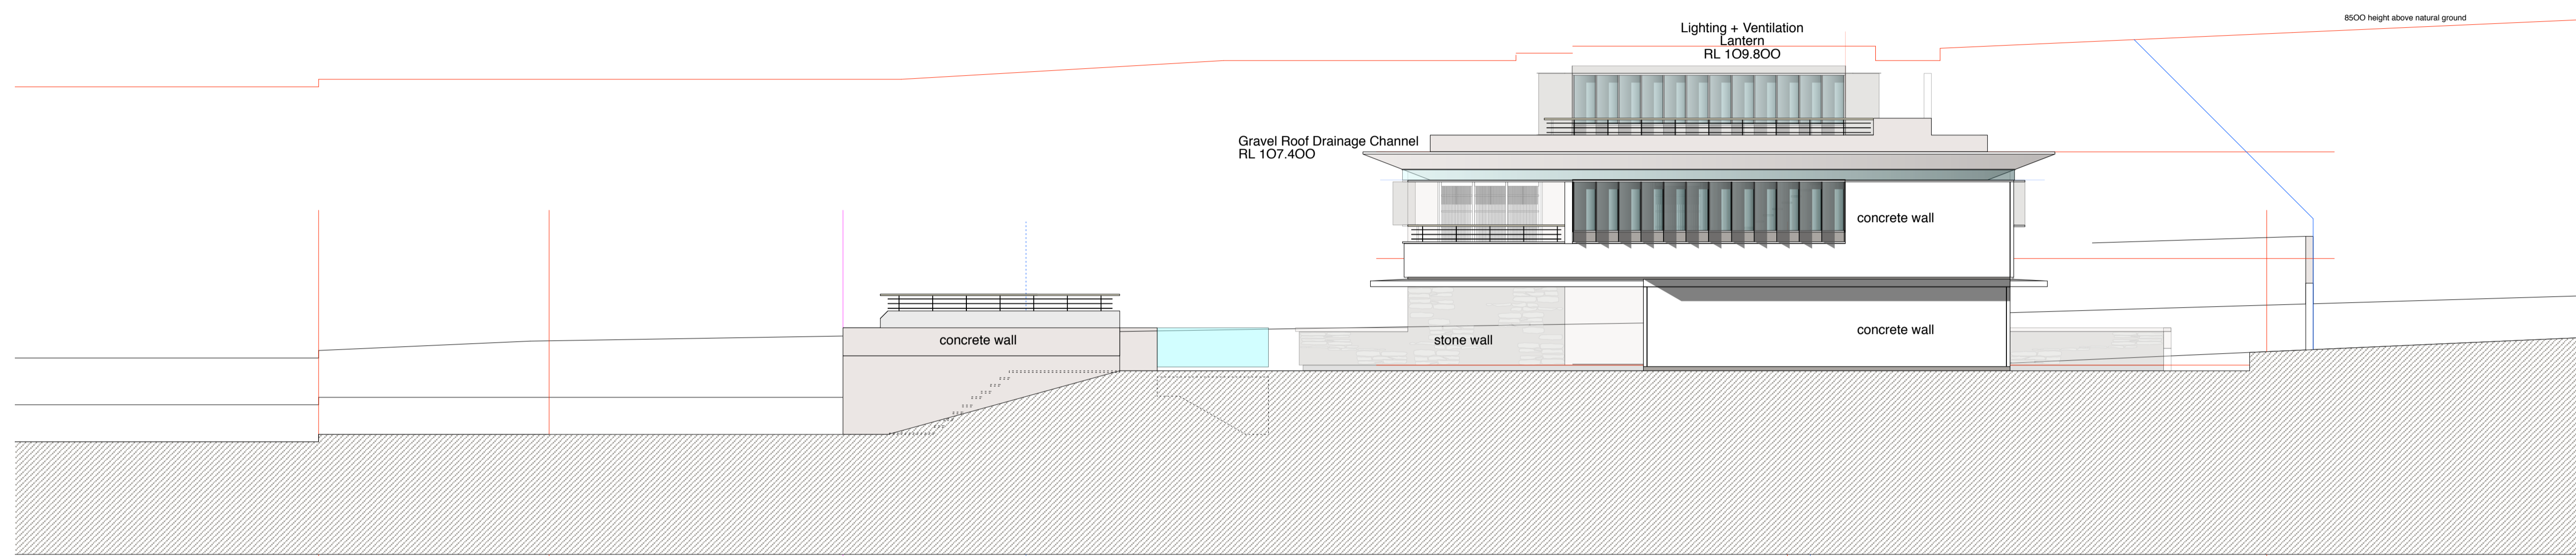 8500 height above natural ground
Lighting + Ventilation
Lantern
RL 109.800
Gravel Roof Drainage Channel
RL 107.400
concrete wall
concrete wall
stone wall
concrete wall